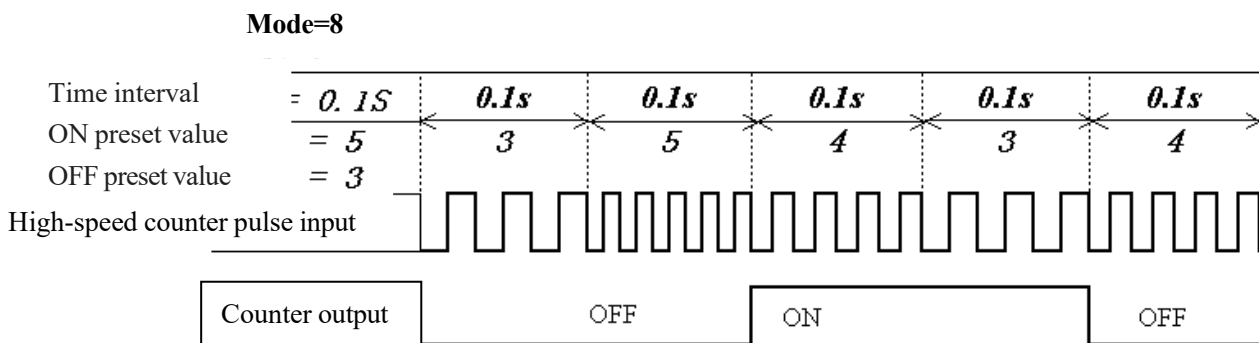 Mode=8
Time interval = 0.1S 0.1s 0.1s 0.1s 0.1s 0.1s
ON preset value = 5 3 5 4 3 4
OFF preset value = 3
High-speed counter pulse input
Counter output OFF ON OFF